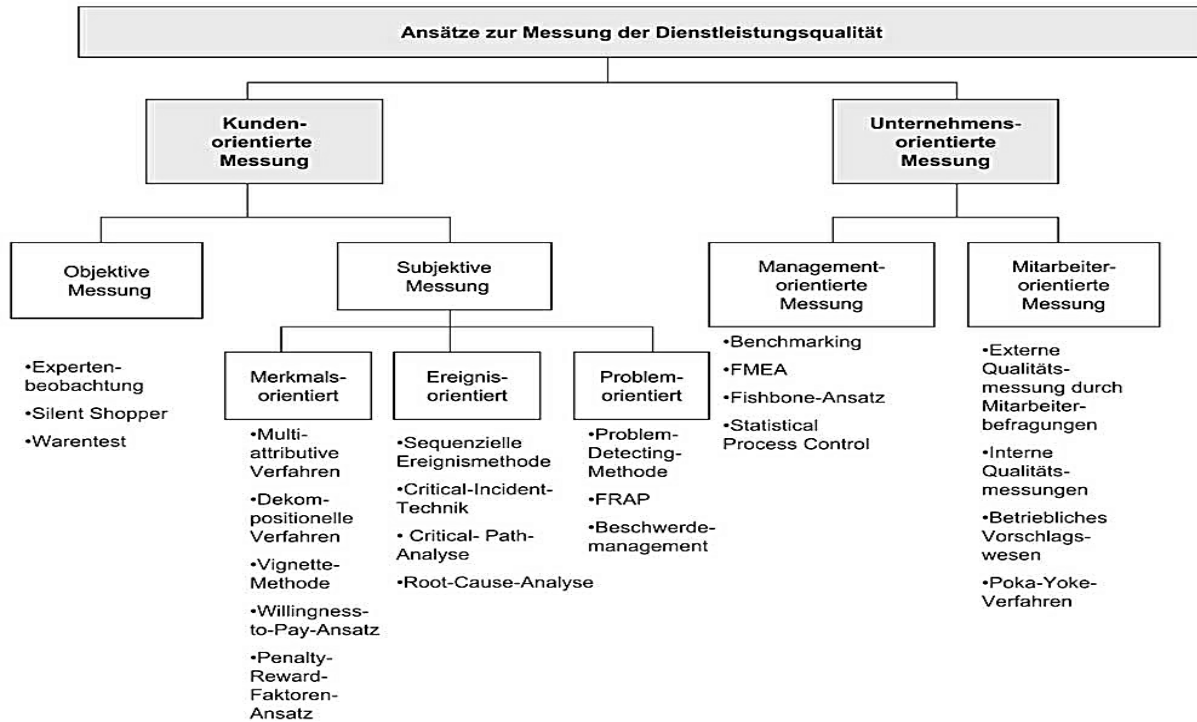 Ansätze zur Messung der Dienstleistungsqualität
Kunden-
orientierte
Messung
Unternehmens-
orientierte
Messung
Objektive
Messung
Subjektive
Messung
Management-
orientierte
Messung
Mitarbeiter-
orientierte
Messung
•Experten-
beobachtung
•Silent Shopper
•Warentest
Merkmals-
orientiert
•Multi-
attributive
Verfahren
•Dekom-
positionelle
Verfahren
•Vignette-
Methode
•Willingness-
to-Pay-Ansatz
•Penalty-
Reward-
Faktoren-
Ansatz
Ereignis-
orientiert
•Sequenzielle
Ereignismethode
•Critical-Incident-
Technik
• Critical- Path-
Analyse
•Root-Cause-Analyse
Problem-
orientiert
•Problem-
Detecting-
Methode
•FRAP
•Beschwerde-
management
•Benchmarking
•FMEA
•Fishbone-Ansatz
•Statistical
Process Control
•Externe
Qualitäts-
messung durch
Mitarbeiter-
befragungen
•Interne
Qualitäts-
messungen
•Betriebliches
Vorschlags-
wesen
•Poka-Yoke-
Verfahren